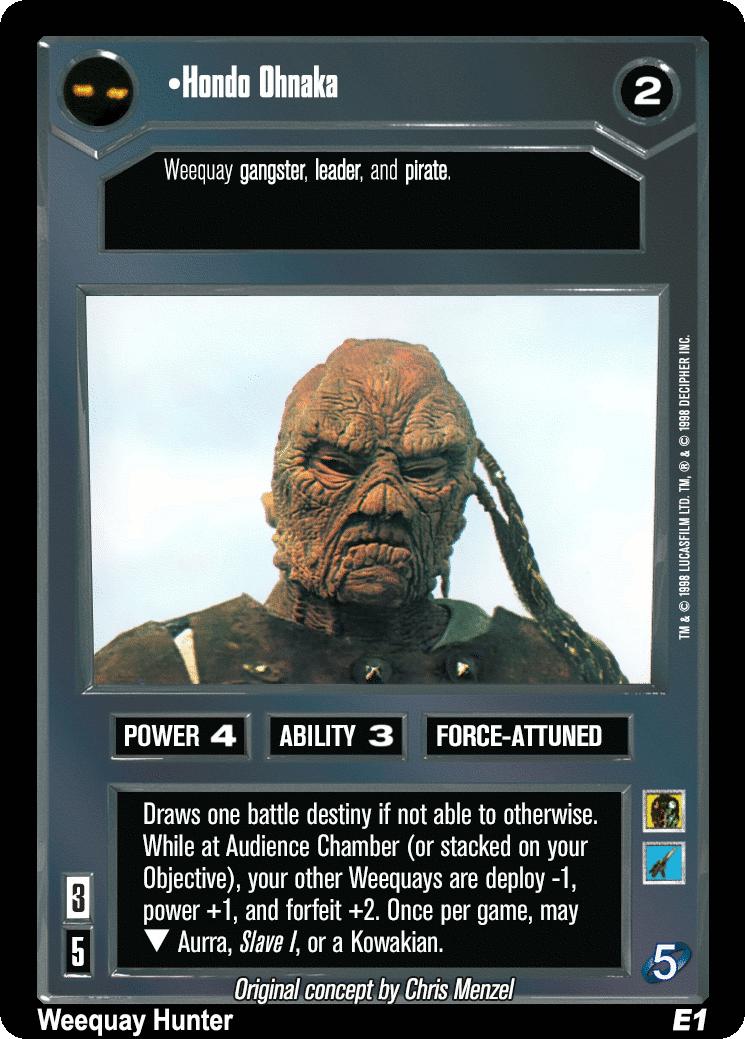 •Hondo Ohnaka
2
Weequay gangster, leader, and pirate.
TM & © 1998 LUCASFILM LTD. TM, ® & © 1998 DECIPHER INC.
POWER 4
ABILITY 3
FORCE-ATTUNED
Draws one battle destiny if not able to otherwise.
While at Audience Chamber (or stacked on your
Objective), your other Weequays are deploy -1,
power +1, and forfeit +2. Once per game, may
▼ Aurra, Slave I, or a Kowakian.
3
5
5
Original concept by Chris Menzel
Weequay Hunter
E1